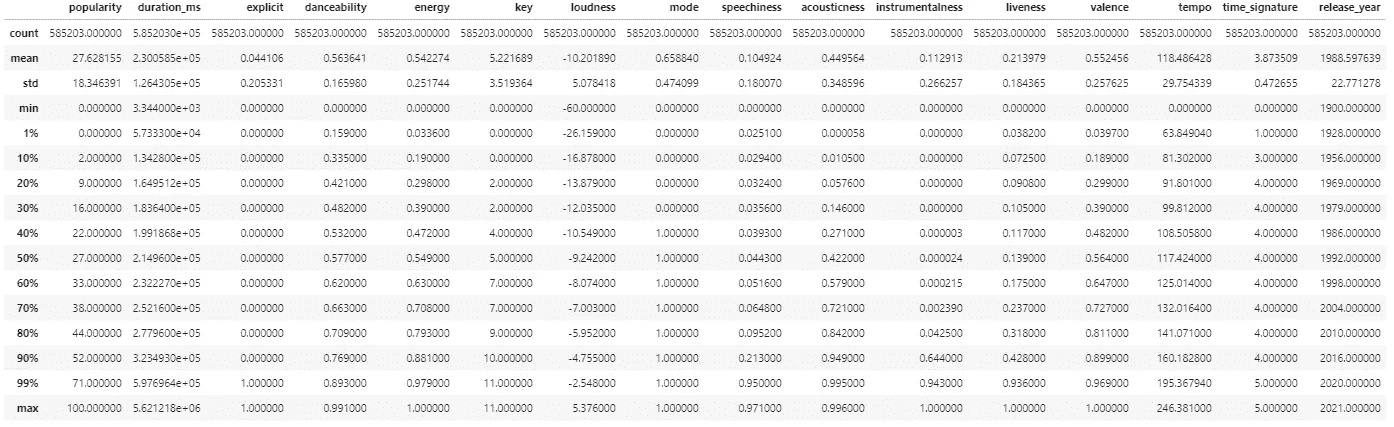 popularity duration_ms explicit danceability energy key loudness mode speechiness acousticness instrumentalness liveness valence tempo time_signature release_year
count 585203.000000 5.852030e+05 585203.000000 585203.000000 585203.000000 585203.000000 585203.000000 585203.000000 585203.000000 585203.000000 585203.000000 585203.000000 585203.000000 585203.000000 585203.000000 585203.000000
mean 27.628155 2.300585e+05 0.044106 0.563641 0.542274 5.221689 -10.201890 0.658840 0.104924 0.449564 0.112913 0.213979 0.552456 118.486428 3.873509 1988.597639
std 18.346391 1.264305e+05 0.205331 0.165980 0.251744 3.519364 5.078418 0.474099 0.180070 0.348596 0.266257 0.184365 0.257625 29.754339 0.472655 22.771278
min 0.000000 3.344000e+03 0.000000 0.000000 0.000000 0.000000 -60.000000 0.000000 0.000000 0.000000 0.000000 0.000000 0.000000 0.000000 0.000000 1900.000000
1% 0.000000 5.733300e+04 0.000000 0.159000 0.033600 0.000000 -26.159000 0.000000 0.025100 0.000058 0.000000 0.038200 0.039700 63.849040 1.000000 1928.000000
10% 2.000000 1.342800e+05 0.000000 0.335000 0.190000 0.000000 -16.878000 0.000000 0.029400 0.010500 0.000000 0.072500 0.189000 81.302000 3.000000 1956.000000
20% 9.000000 1.649512e+05 0.000000 0.421000 0.298000 2.000000 -13.879000 0.000000 0.032400 0.057600 0.000000 0.090800 0.299000 91.801000 4.000000 1969.000000
30% 16.000000 1.836400e+05 0.000000 0.482000 0.390000 2.000000 -12.035000 0.000000 0.035600 0.146000 0.000000 0.105000 0.390000 99.812000 4.000000 1979.000000
40% 22.000000 1.991868e+05 0.000000 0.532000 0.472000 4.000000 -10.549000 1.000000 0.039300 0.271000 0.000003 0.117000 0.482000 108.505800 4.000000 1986.000000
50% 27.000000 2.149600e+05 0.000000 0.577000 0.549000 5.000000 -9.242000 1.000000 0.044300 0.422000 0.000024 0.139000 0.564000 117.424000 4.000000 1992.000000
60% 33.000000 2.322270e+05 0.000000 0.620000 0.630000 7.000000 -8.074000 1.000000 0.051600 0.579000 0.000215 0.175000 0.647000 125.014000 4.000000 1998.000000
70% 38.000000 2.521600e+05 0.000000 0.663000 0.708000 7.000000 -7.003000 1.000000 0.064800 0.721000 0.002390 0.237000 0.727000 132.016400 4.000000 2004.000000
80% 44.000000 2.779600e+05 0.000000 0.709000 0.793000 9.000000 -5.952000 1.000000 0.095200 0.842000 0.042500 0.318000 0.811000 141.071000 4.000000 2010.000000
90% 52.000000 3.234930e+05 0.000000 0.769000 0.881000 10.000000 -4.755000 1.000000 0.213000 0.949000 0.644000 0.428000 0.899000 160.182800 4.000000 2016.000000
99% 71.000000 5.976964e+05 1.000000 0.893000 0.979000 11.000000 -2.548000 1.000000 0.950000 0.995000 0.943000 0.936000 0.969000 195.367940 5.000000 2020.000000
max 100.000000 5.621218e+06 1.000000 0.991000 1.000000 11.000000 5.376000 1.000000 0.971000 0.996000 1.000000 1.000000 1.000000 246.381000 5.000000 2021.000000